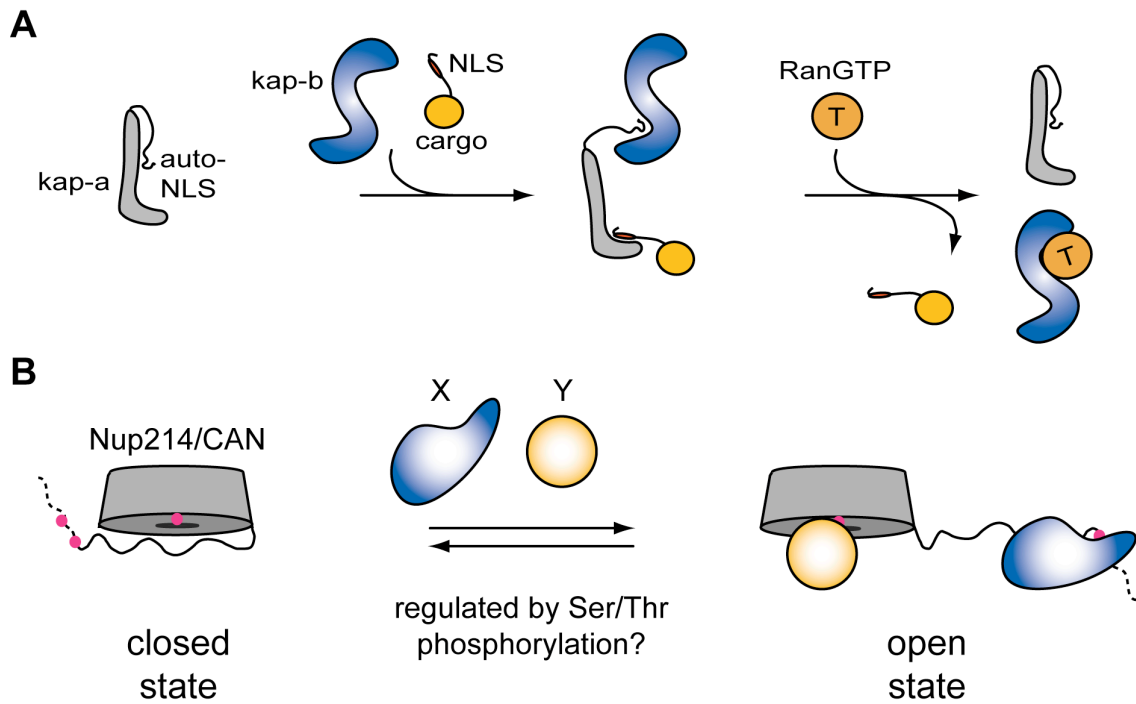 A
kap-a
auto-
NLS
kap-b
NLS
cargo
RanGTP
T
T
B
Nup214/CAN
X
Y
regulated by Ser/Thr
phosphorylation?
closed
state
open
state